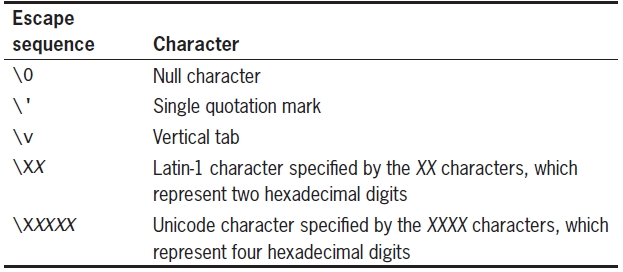 Escape
sequence Character
\0 Null character
\' Single quotation mark
\v Vertical tab
\XX Latin-1 character specified by the XX characters, which
represent two hexadecimal digits
\XXXXX Unicode character specified by the XXXX characters, which
represent four hexadecimal digits